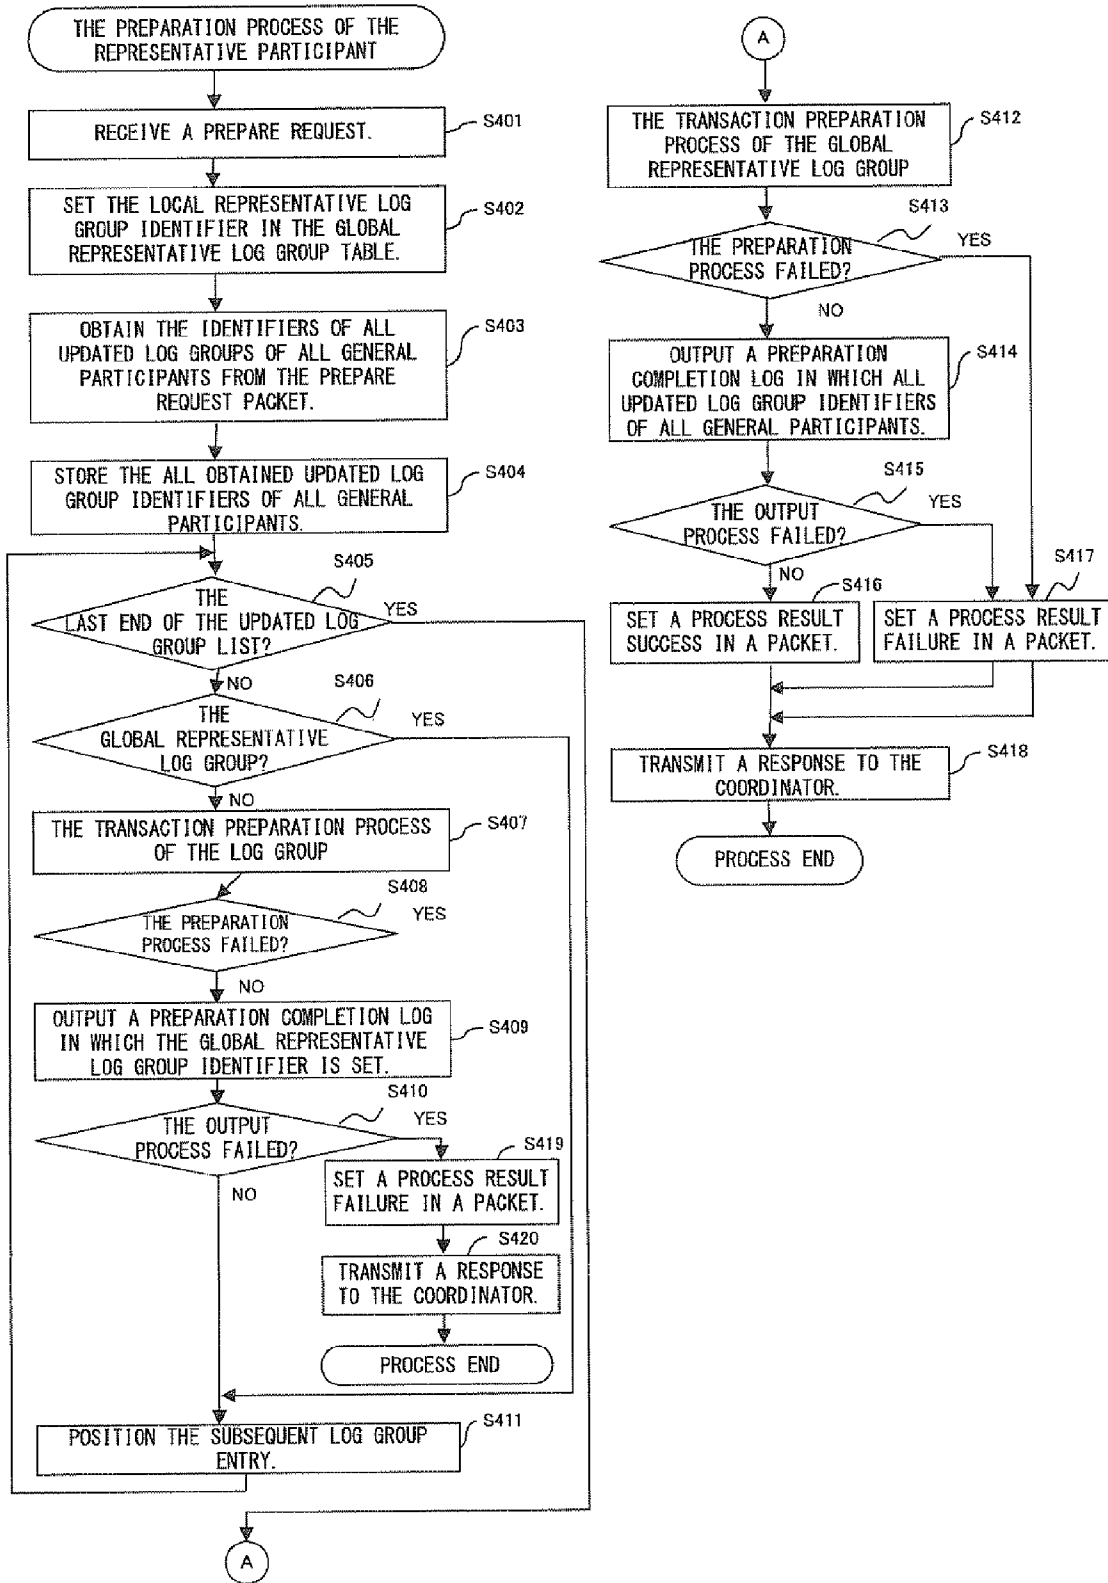 THE PREPARATION PROCESS OF THE
REPRESENTATIVE PARTICIPANT
RECEIVE A PREPARE REQUEST.
S401
SET THE LOCAL REPRESENTATIVE LOG
GROUP IDENTIFIER IN THE GLOBAL
REPRESENTATIVE LOG GROUP TABLE.
S402
OBTAIN THE IDENTIFIERS OF ALL
UPDATED LOG GROUPS OF ALL GENERAL
PARTICIPANTS FROM THE PREPARE
REQUEST PACKET.
S403
STORE THE ALL OBTAINED UPDATED LOG
GROUP IDENTIFIERS OF ALL GENERAL
PARTICIPANTS.
S404
S405
THE
LAST END OF THE UPDATED LOG
GROUP LIST?
YES
NO
S406
THE
GLOBAL REPRESENTATIVE
LOG GROUP?
YES
NO
THE TRANSACTION PREPARATION PROCESS
OF THE LOG GROUP
S407
S408
THE PREPARATION
PROCESS FAILED?
YES
NO
OUTPUT A PREPARATION COMPLETION LOG
IN WHICH THE GLOBAL REPRESENTATIVE
LOG GROUP IDENTIFIER IS SET.
S409
S410
THE OUTPUT
PROCESS FAILED?
YES
NO
S419
SET A PROCESS RESULT
FAILURE IN A PACKET.
S420
TRANSMIT A RESPONSE
TO THE COORDINATOR.
PROCESS END
S411
POSITION THE SUBSEQUENT LOG GROUP
ENTRY.
A
A
THE TRANSACTION PREPARATION
PROCESS OF THE GLOBAL
REPRESENTATIVE LOG GROUP
S412
S413
THE PREPARATION
PROCESS FAILED?
YES
NO
OUTPUT A PREPARATION
COMPLETION LOG IN WHICH ALL
UPDATED LOG GROUP IDENTIFIERS
OF ALL GENERAL PARTICIPANTS.
S414
S415
THE OUTPUT
PROCESS FAILED?
YES
NO
S416
SET A PROCESS RESULT
SUCCESS IN A PACKET.
S417
SET A PROCESS RESULT
FAILURE IN A PACKET.
TRANSMIT A RESPONSE TO THE
COORDINATOR.
S418
PROCESS END